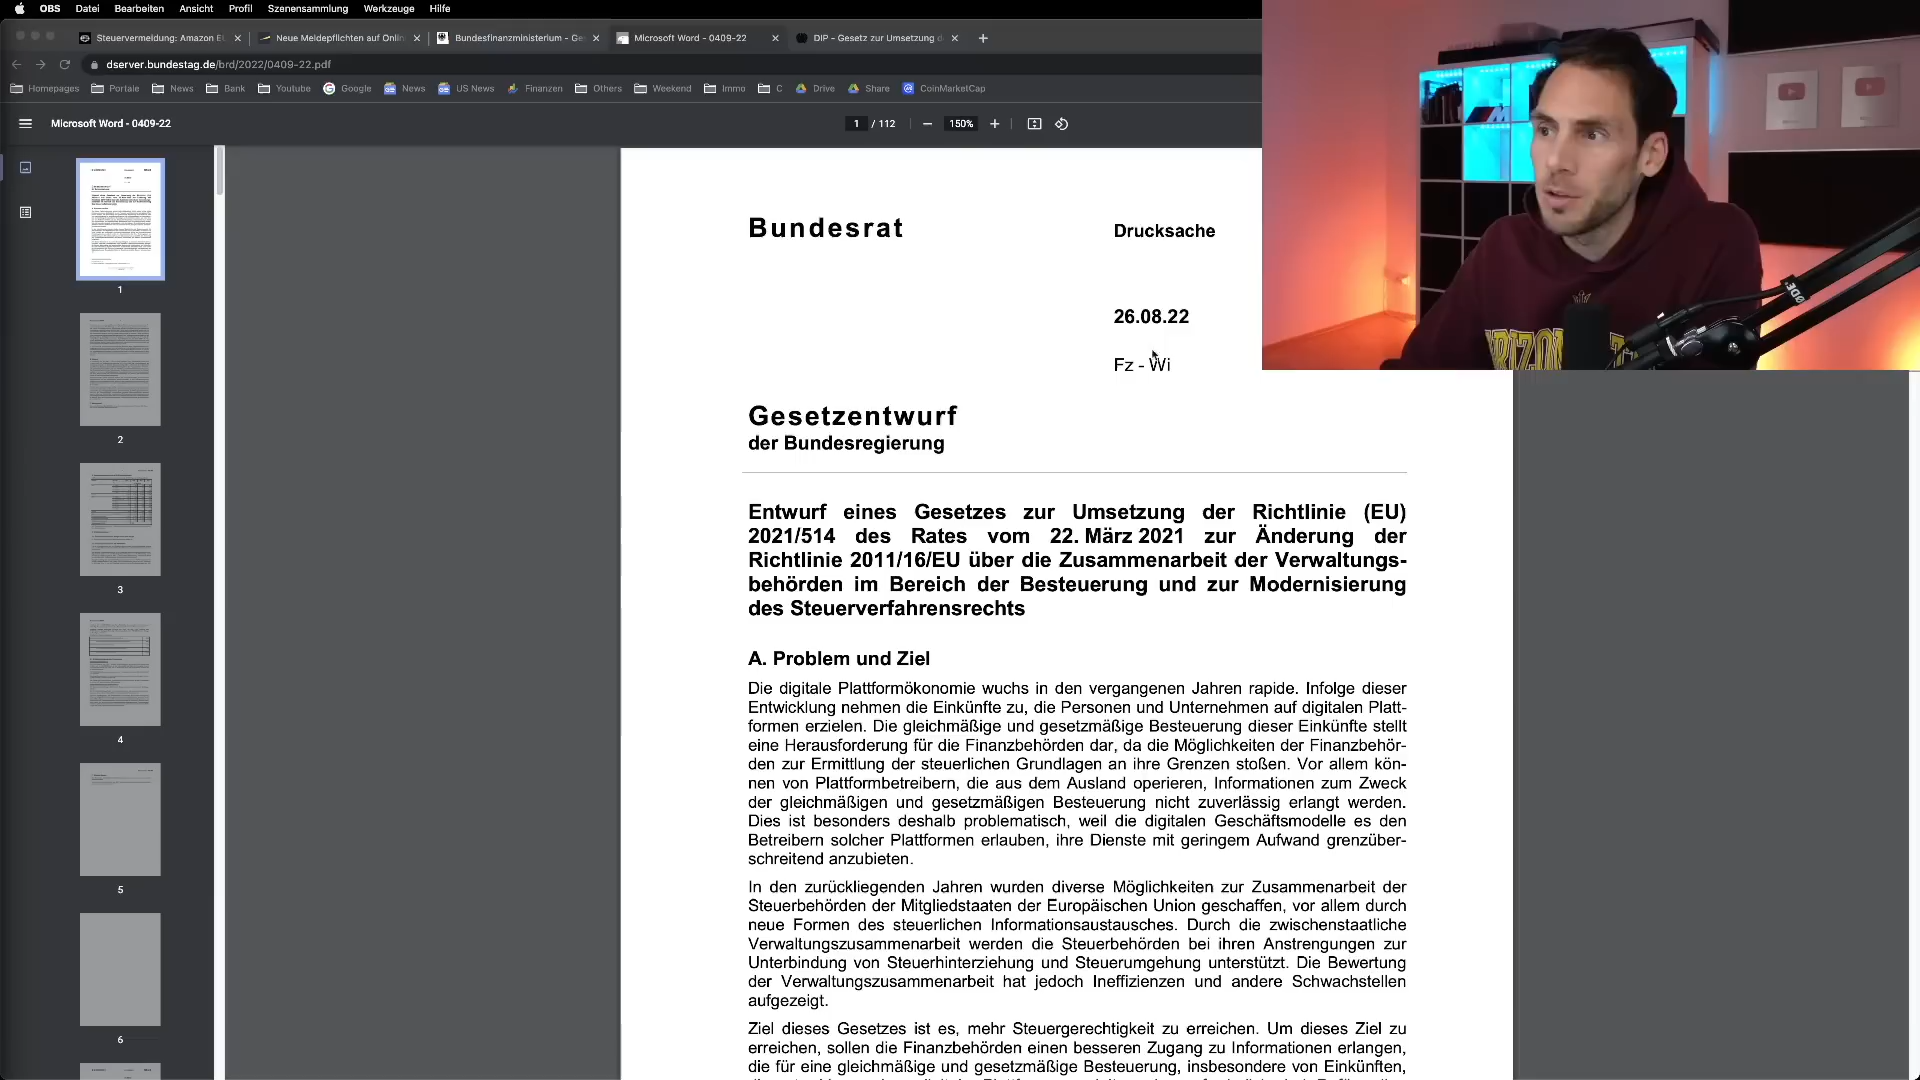 OBS Datei Bearbeiten Ansicht Profil Szenensammlung Werkzeuge Hilfe
Steuervermeidung: Amazon E
Neue Meldepflichten auf Onlin
Bundesfinanzministerium - Ge
Microsoft Word - 0409-22
DIP - Gesetz zur Umsetzung d
dserver.bundestag.de/brd/2022/0409-22.pdf
Homepages Portale News Bank Youtube Google News US News Finanzen Others Weekend Immo C Drive Share CoinMarketCap
Microsoft Word - 0409-22
1 / 112
150%
1
2
3
4
5
6
Bundesrat
Drucksache
26.08.22
Fz - Wi
Gesetzentwurf
der Bundesregierung
Entwurf eines Gesetzes zur Umsetzung der Richtlinie (EU)
2021/514 des Rates vom 22. März 2021 zur Änderung der
Richtlinie 2011/16/EU über die Zusammenarbeit der Verwaltungs-
behörden im Bereich der Besteuerung und zur Modernisierung
des Steuerverfahrensrechts
A. Problem und Ziel
Die digitale Plattformökonomie wuchs in den vergangenen Jahren rapide. Infolge dieser
Entwicklung nehmen die Einkünfte zu, die Personen und Unternehmen auf digitalen Platt-
formen erzielen. Die gleichmäßige und gesetzmäßige Besteuerung dieser Einkünfte stellt
eine Herausforderung für die Finanzbehörden dar, da die Möglichkeiten der Finanzbehör-
den zur Ermittlung der steuerlichen Grundlagen an ihre Grenzen stoßen. Vor allem kön-
nen von Plattformbetreibern, die aus dem Ausland operieren, Informationen zum Zweck
der gleichmäßigen und gesetzmäßigen Besteuerung nicht zuverlässig erlangt werden.
Dies ist besonders deshalb problematisch, weil die digitalen Geschäftsmodelle es den
Betreibern solcher Plattformen erlauben, ihre Dienste mit geringem Aufwand grenzüber-
schreitend anzubieten.
In den zurückliegenden Jahren wurden diverse Möglichkeiten zur Zusammenarbeit der
Steuerbehörden der Mitgliedstaaten der Europäischen Union geschaffen, vor allem durch
neue Formen des steuerlichen Informationsaustausches. Durch die zwischenstaatliche
Verwaltungszusammenarbeit werden die Steuerbehörden bei ihren Anstrengungen zur
Unterbindung von Steuerhinterziehung und Steuerumgehung unterstützt. Die Bewertung
der Verwaltungszusammenarbeit hat jedoch Ineffizienzen und andere Schwachstellen
aufgezeigt.
Ziel dieses Gesetzes ist es, mehr Steuergerechtigkeit zu erreichen. Um dieses Ziel zu
erreichen, sollen die Finanzbehörden einen besseren Zugang zu Informationen erlangen,
die für eine gleichmäßige und gesetzmäßige Besteuerung, insbesondere von Einkünften,